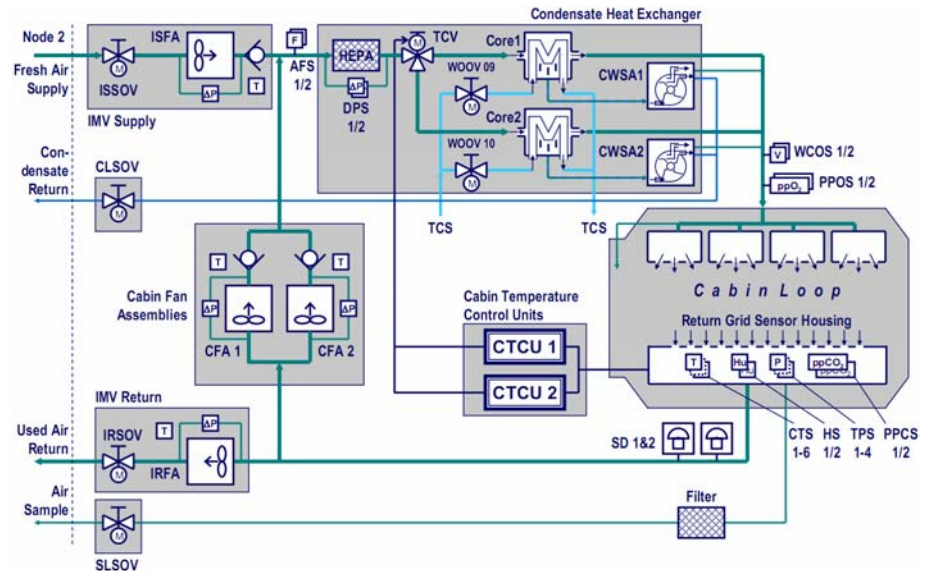 Condensate Heat Exchanger
Node 2
Fresh Air
Supply
ISSOV
M
ISFA
ΔP
T
IMV Supply
F
AFS
1/2
HEPA
ΔP
DPS
1/2
TCV
M
Core1
WOOV 09
M
CWSA1
Core2
WOOV 10
M
CWSA2
TCS
TCS
V
WCOS 1/2
ppO2
PPOS 1/2
Con-
densate
Return
CLSOV
M
T
T
ΔP
ΔP
Cabin Fan
Assemblies
CFA 1
CFA 2
Cabin Temperature
Control Units
CTCU 1
CTCU 2
Cabin Loop
Return Grid Sensor Housing
T
Hu
P
ppCO2
CTS
1-6
HS
1/2
TPS
1-4
PPCS
1/2
SD 1&2
IMV Return
Used Air
Return
IRSOV
M
T
ΔP
IRFA
Air
Sample
M
SLSOV
Filter